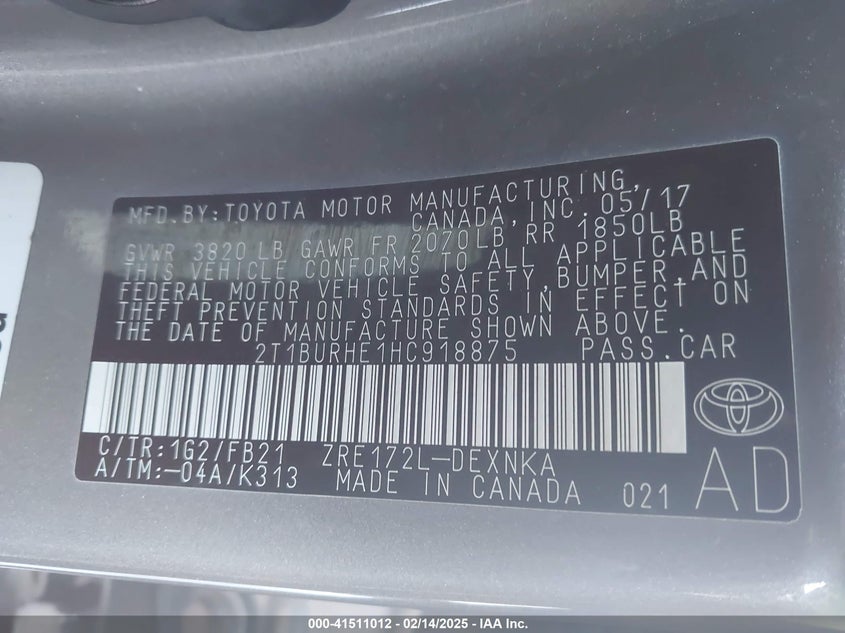 MFD.BY:TOYOTA MOTOR MANUFACTURING,
CANADA,INC. 05/17
GVWR 3820 LB GAWR FR 2070LB RR 1850LB
THIS VEHICLE CONFORMS TO ALL APPLICABLE
FEDERAL MOTOR VEHICLE SAFETY,BUMPER,AND
THEFT PREVENTION STANDARDS IN EFFECT ON
THE DATE OF MANUFACTURE SHOWN ABOVE.
2T1BURHE1HC918875 PASS.CAR
C/TR:1G2/FB21 ZRE172L-DEXNKA
A/TM:-04A/K313 MADE IN CANADA 021 AD
000-41511012 - 02/14/2025 - IAA Inc.